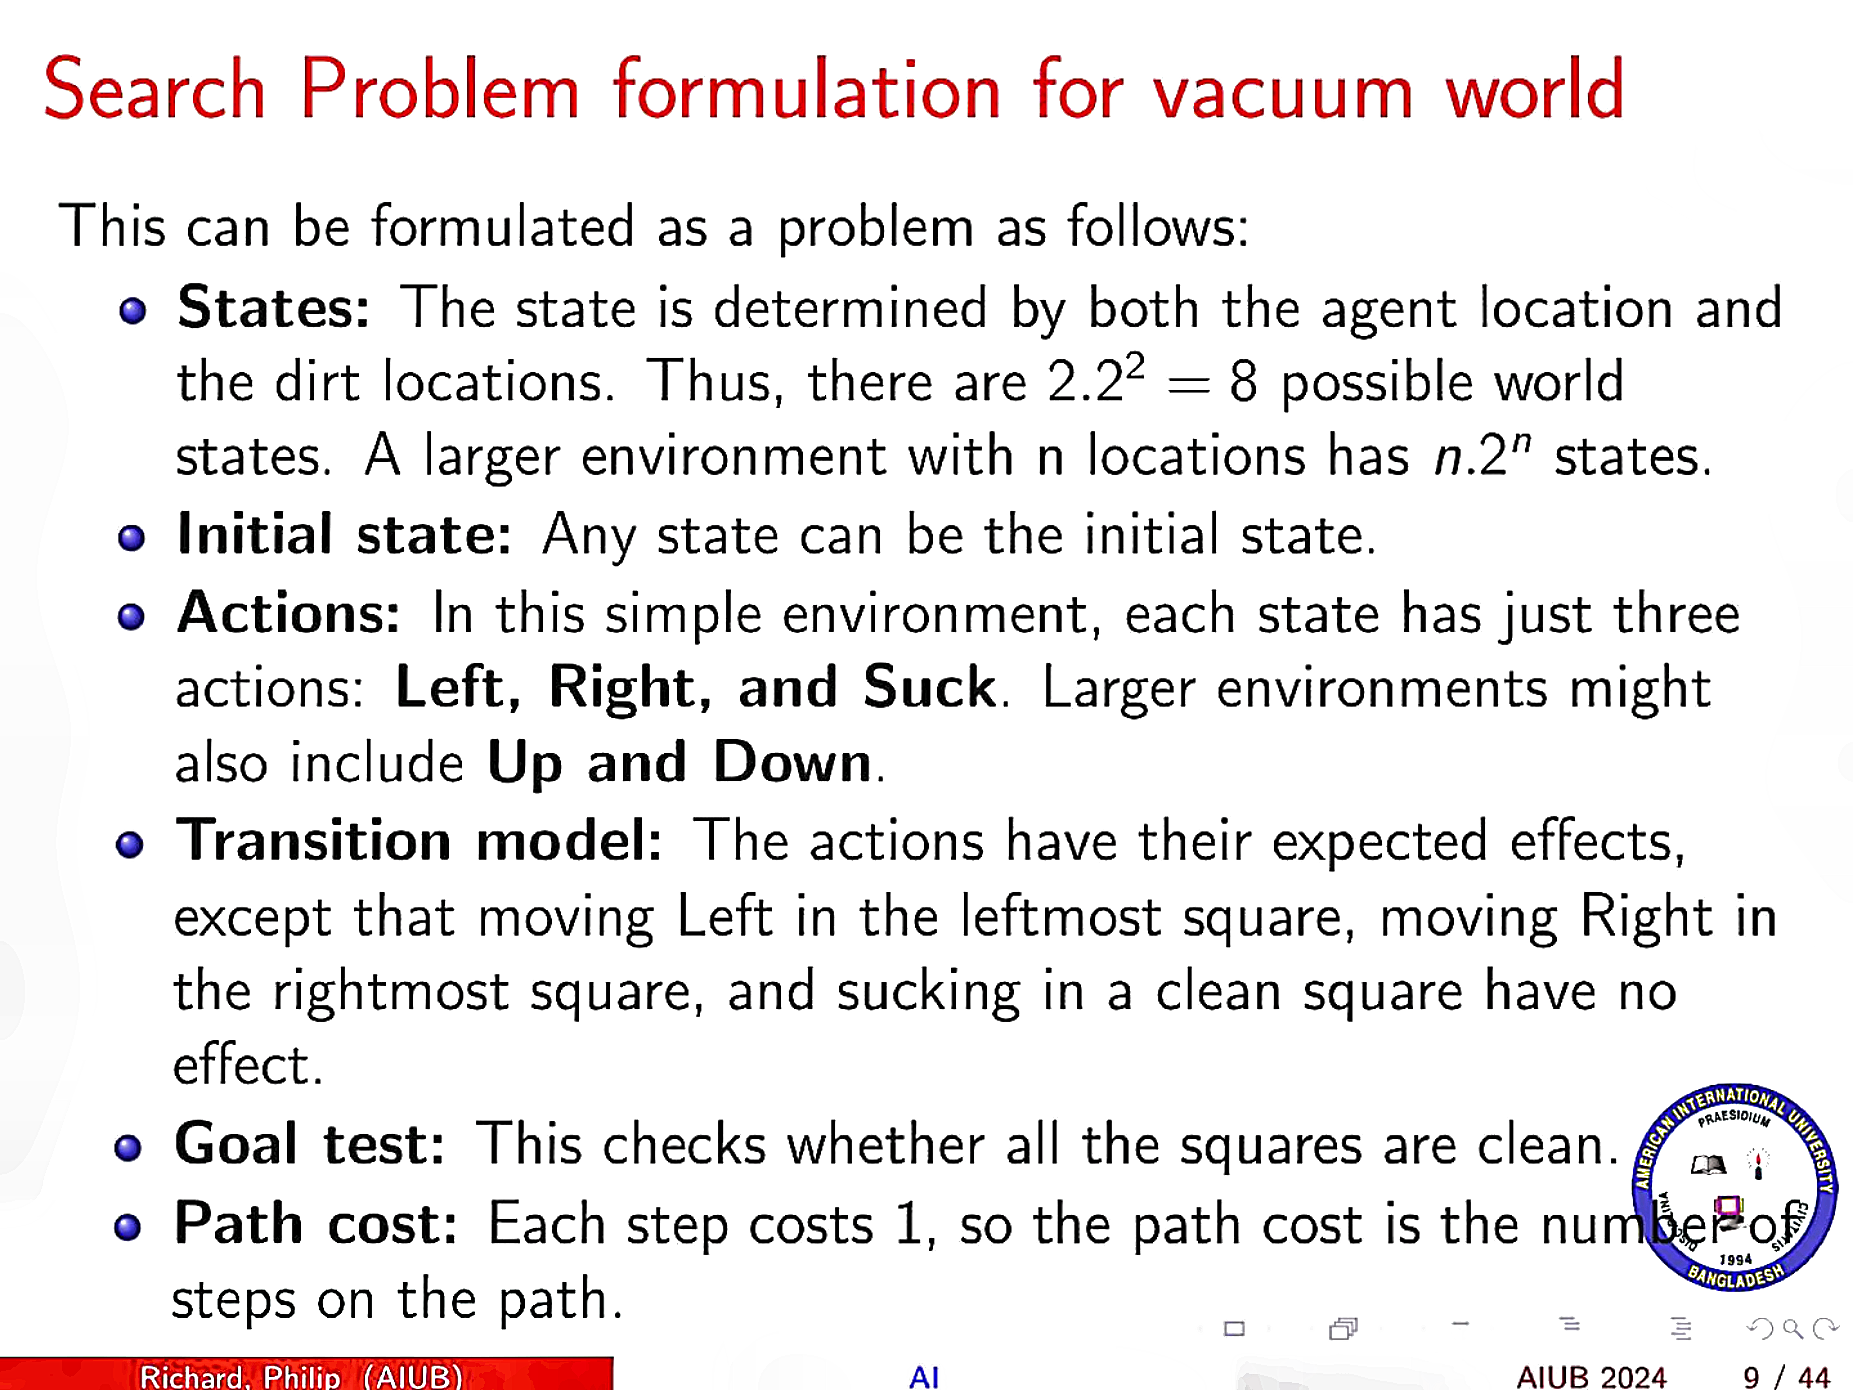 Search Problem formulation for vacuum world
This can be formulated as a problem as follows:
States: The state is determined by both the agent location and
the dirt locations. Thus, there are 2.2² = 8 possible world
states. A larger environment with n locations has n.2ⁿ states.
Initial state: Any state can be the initial state.
Actions: In this simple environment, each state has just three
actions: Left, Right, and Suck. Larger environments might
also include Up and Down.
Transition model: The actions have their expected effects,
except that moving Left in the leftmost square, moving Right in
the rightmost square, and sucking in a clean square have no
effect.
Goal test: This checks whether all the squares are clean.
Path cost: Each step costs 1, so the path cost is the number of
steps on the path.
AMERICAN INTERNATIONAL UNIVERSITY
PRAESIDIUM
1994
BANGLADESH
Richard, Philip (AIUB)
AI
AIUB 2024
9 / 44